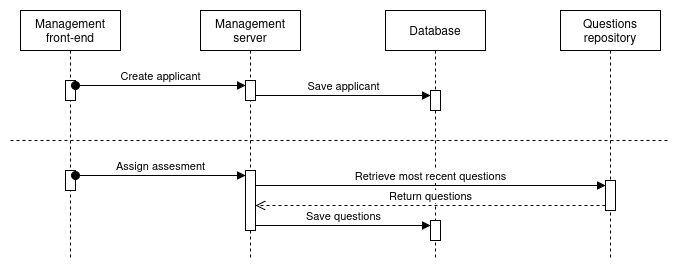 Management
front-end
Management
server
Database
Questions
repository
Create applicant
Save applicant
Assign assesment
Retrieve most recent questions
Return questions
Save questions